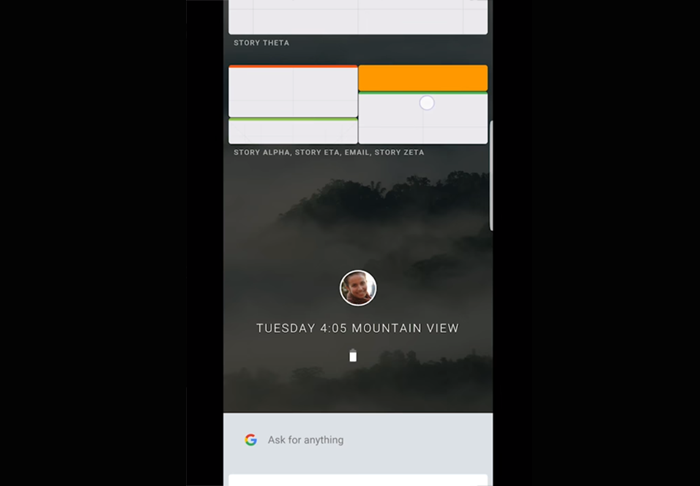 STORY THETA
STORY ALPHA, STORY ETA, EMAIL, STORY ZETA
TUESDAY 4:05 MOUNTAIN VIEW
G Ask for anything